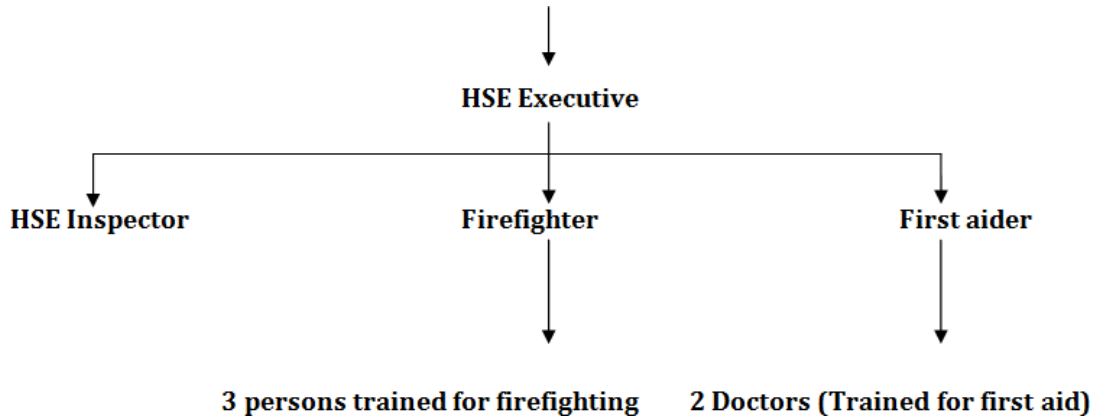 HSE Executive
HSE Inspector
Firefighter
First aider
3 persons trained for firefighting
2 Doctors (Trained for first aid)